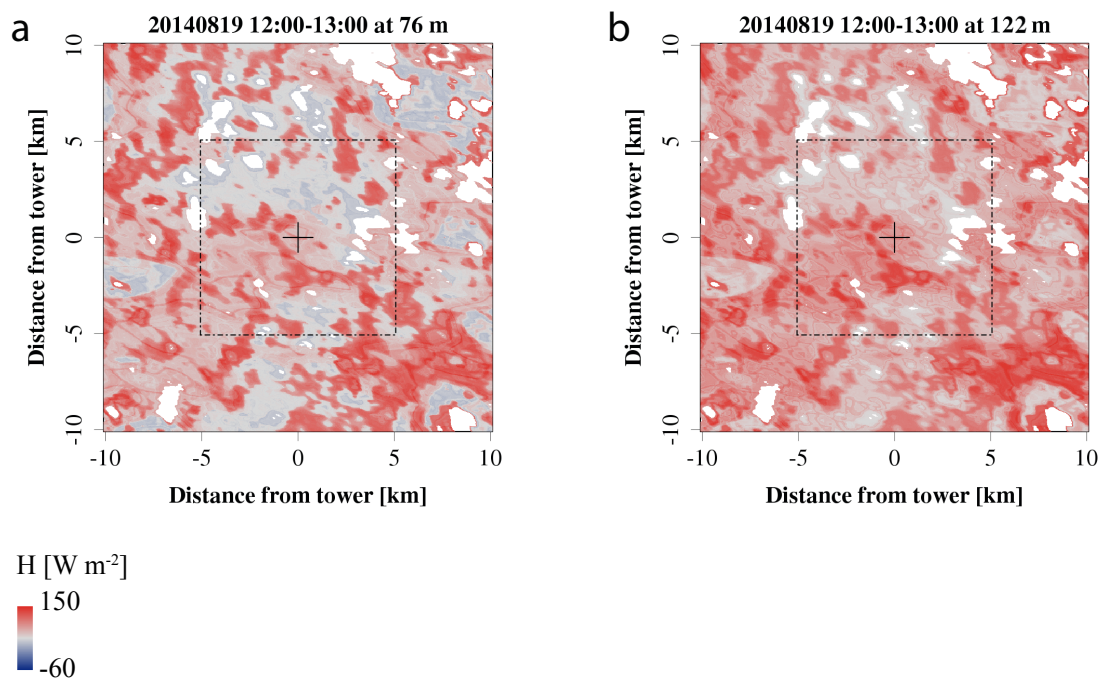 a
20140819 12:00-13:00 at 76 m
10
5
0
-5
-10
Distance from tower [km]
-10 -5 0 5 10
Distance from tower [km]
b
20140819 12:00-13:00 at 122 m
10
5
0
-5
-10
Distance from tower [km]
-10 -5 0 5 10
Distance from tower [km]
H [W m⁻²]
150
-60